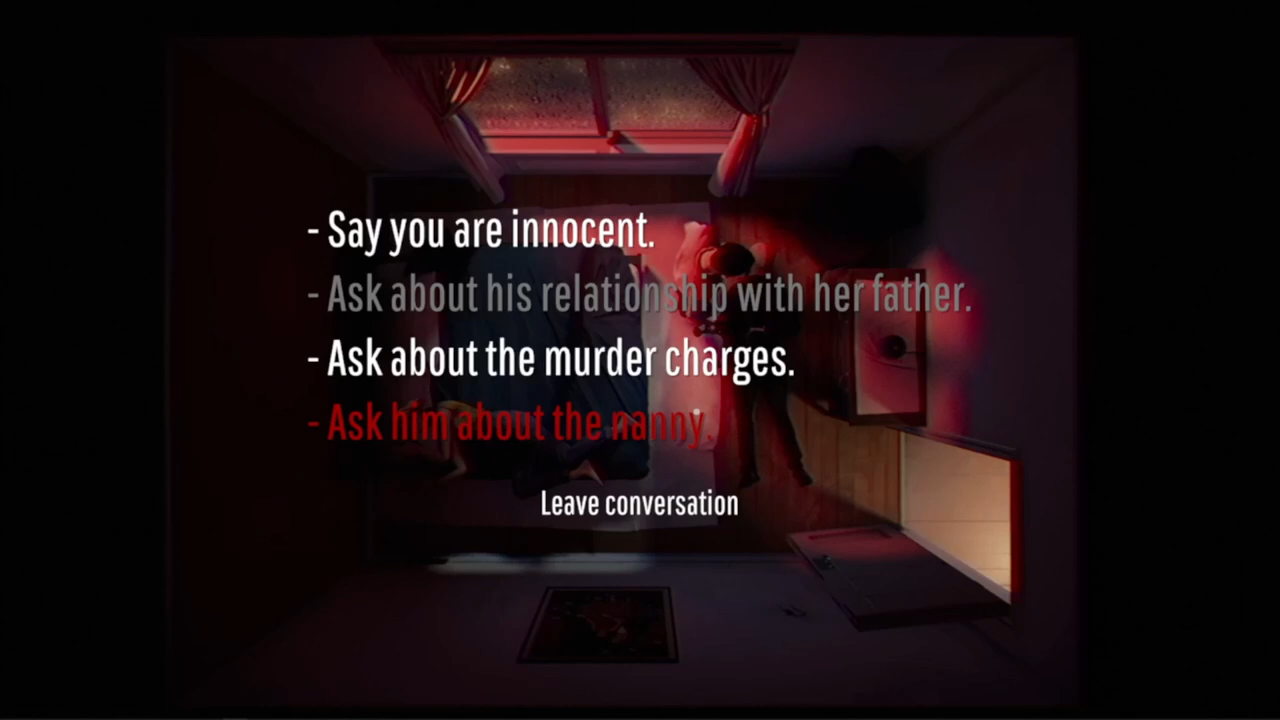 - Say you are innocent.
- Ask about his relationship with her father.
- Ask about the murder charges.
- Ask him about the nanny.
Leave conversation